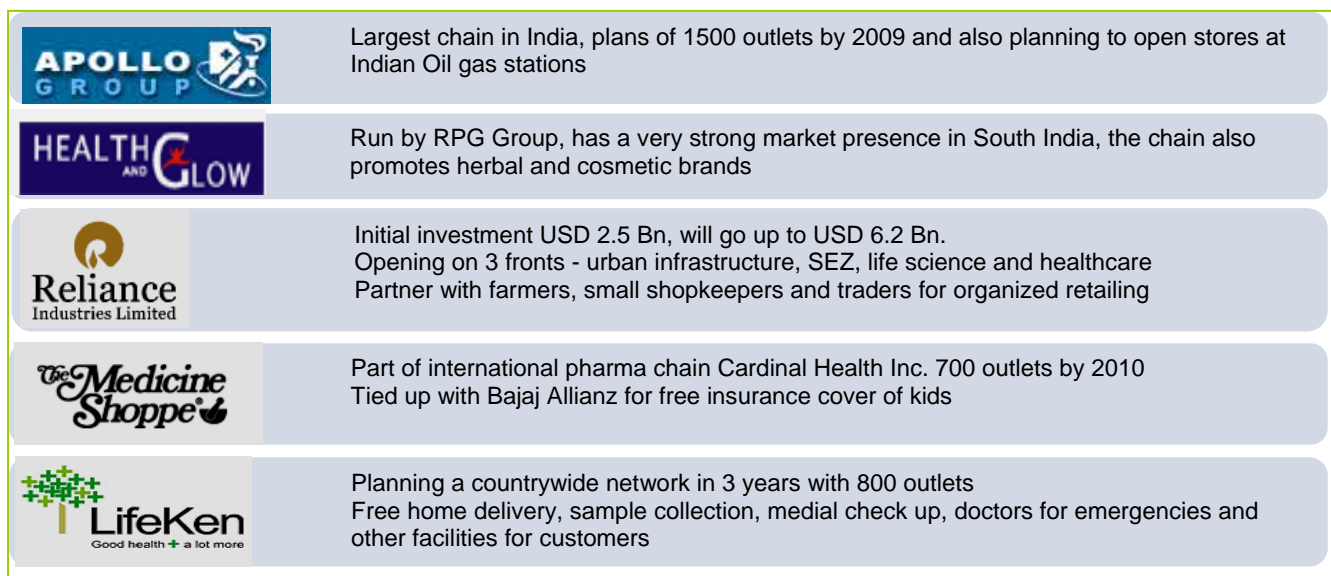 APOLLO
GROUP
Largest chain in India, plans of 1500 outlets by 2009 and also planning to open stores at
Indian Oil gas stations
HEALTH AND GLOW
Run by RPG Group, has a very strong market presence in South India, the chain also
promotes herbal and cosmetic brands
Reliance
Industries Limited
Initial investment USD 2.5 Bn, will go up to USD 6.2 Bn.
Opening on 3 fronts - urban infrastructure, SEZ, life science and healthcare
Partner with farmers, small shopkeepers and traders for organized retailing
The Medicine
Shoppe
Part of international pharma chain Cardinal Health Inc. 700 outlets by 2010
Tied up with Bajaj Allianz for free insurance cover of kids
LifeKen
Good health + a lot more
Planning a countrywide network in 3 years with 800 outlets
Free home delivery, sample collection, medial check up, doctors for emergencies and
other facilities for customers